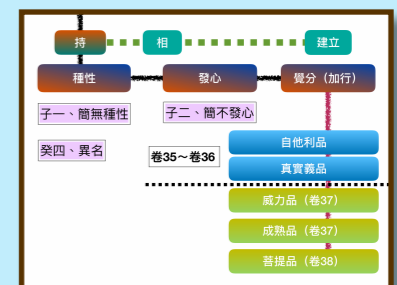 持
相
建立
種性
發心
覺分（加行）
子一、簡無種性
子二、簡不發心
癸四、異名
卷35～卷36
自他利品
真實義品
威力品（卷37）
成熟品（卷37）
菩提品（卷38）